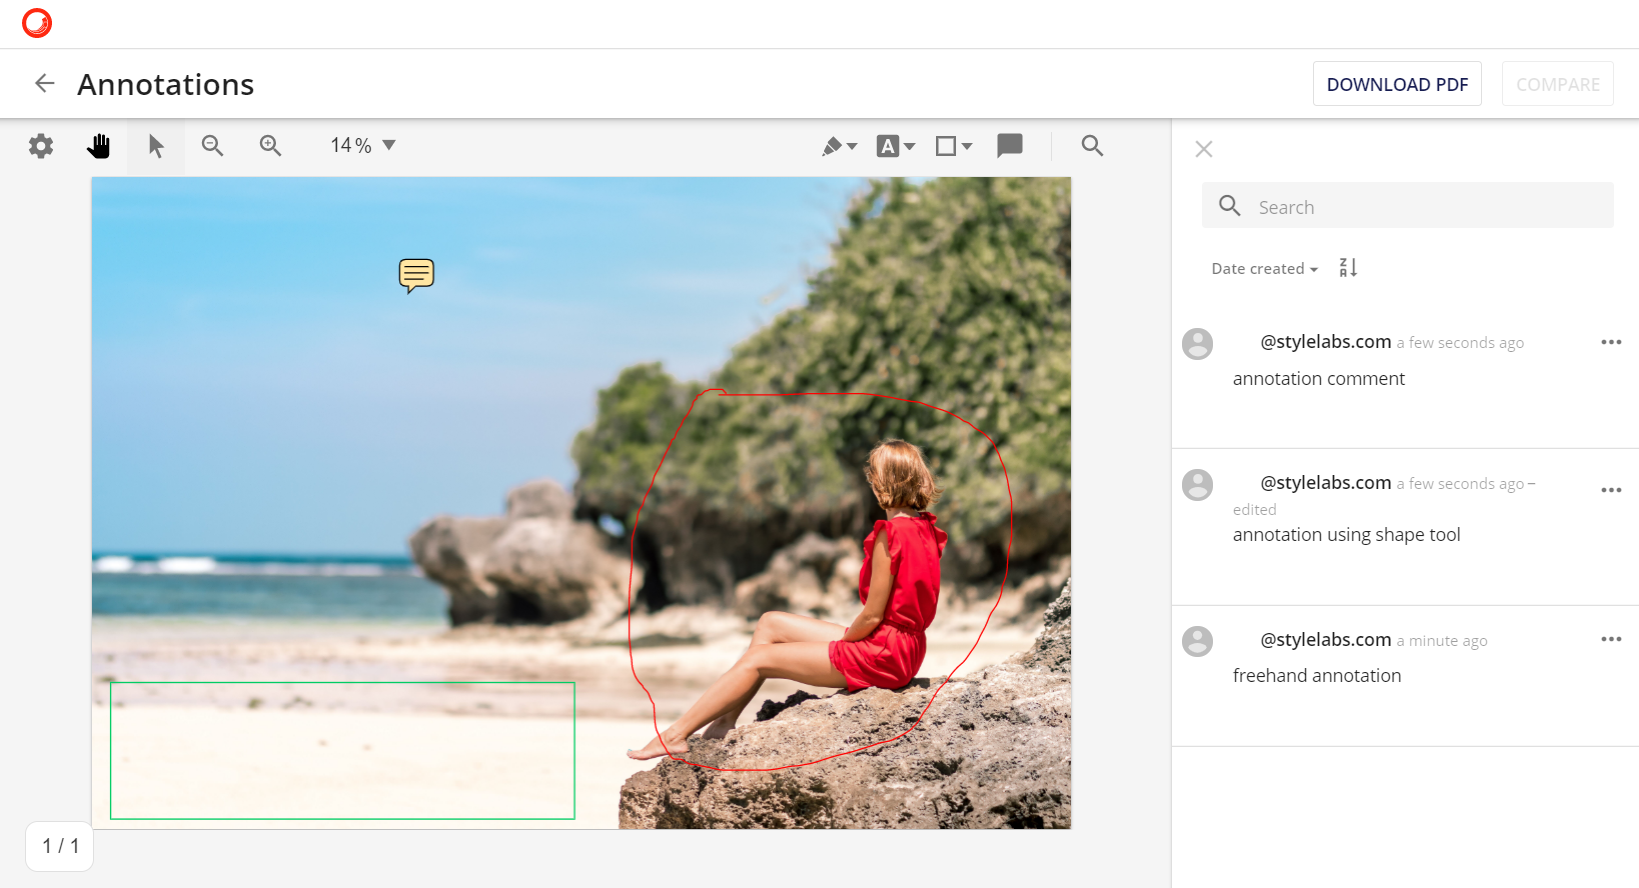 Annotations
DOWNLOAD PDF
COMPARE
14 %
A
Search
Date created
Z
A
@stylelabs.com a few seconds ago
annotation comment
@stylelabs.com a few seconds ago –
edited
annotation using shape tool
@stylelabs.com a minute ago
freehand annotation
1 / 1